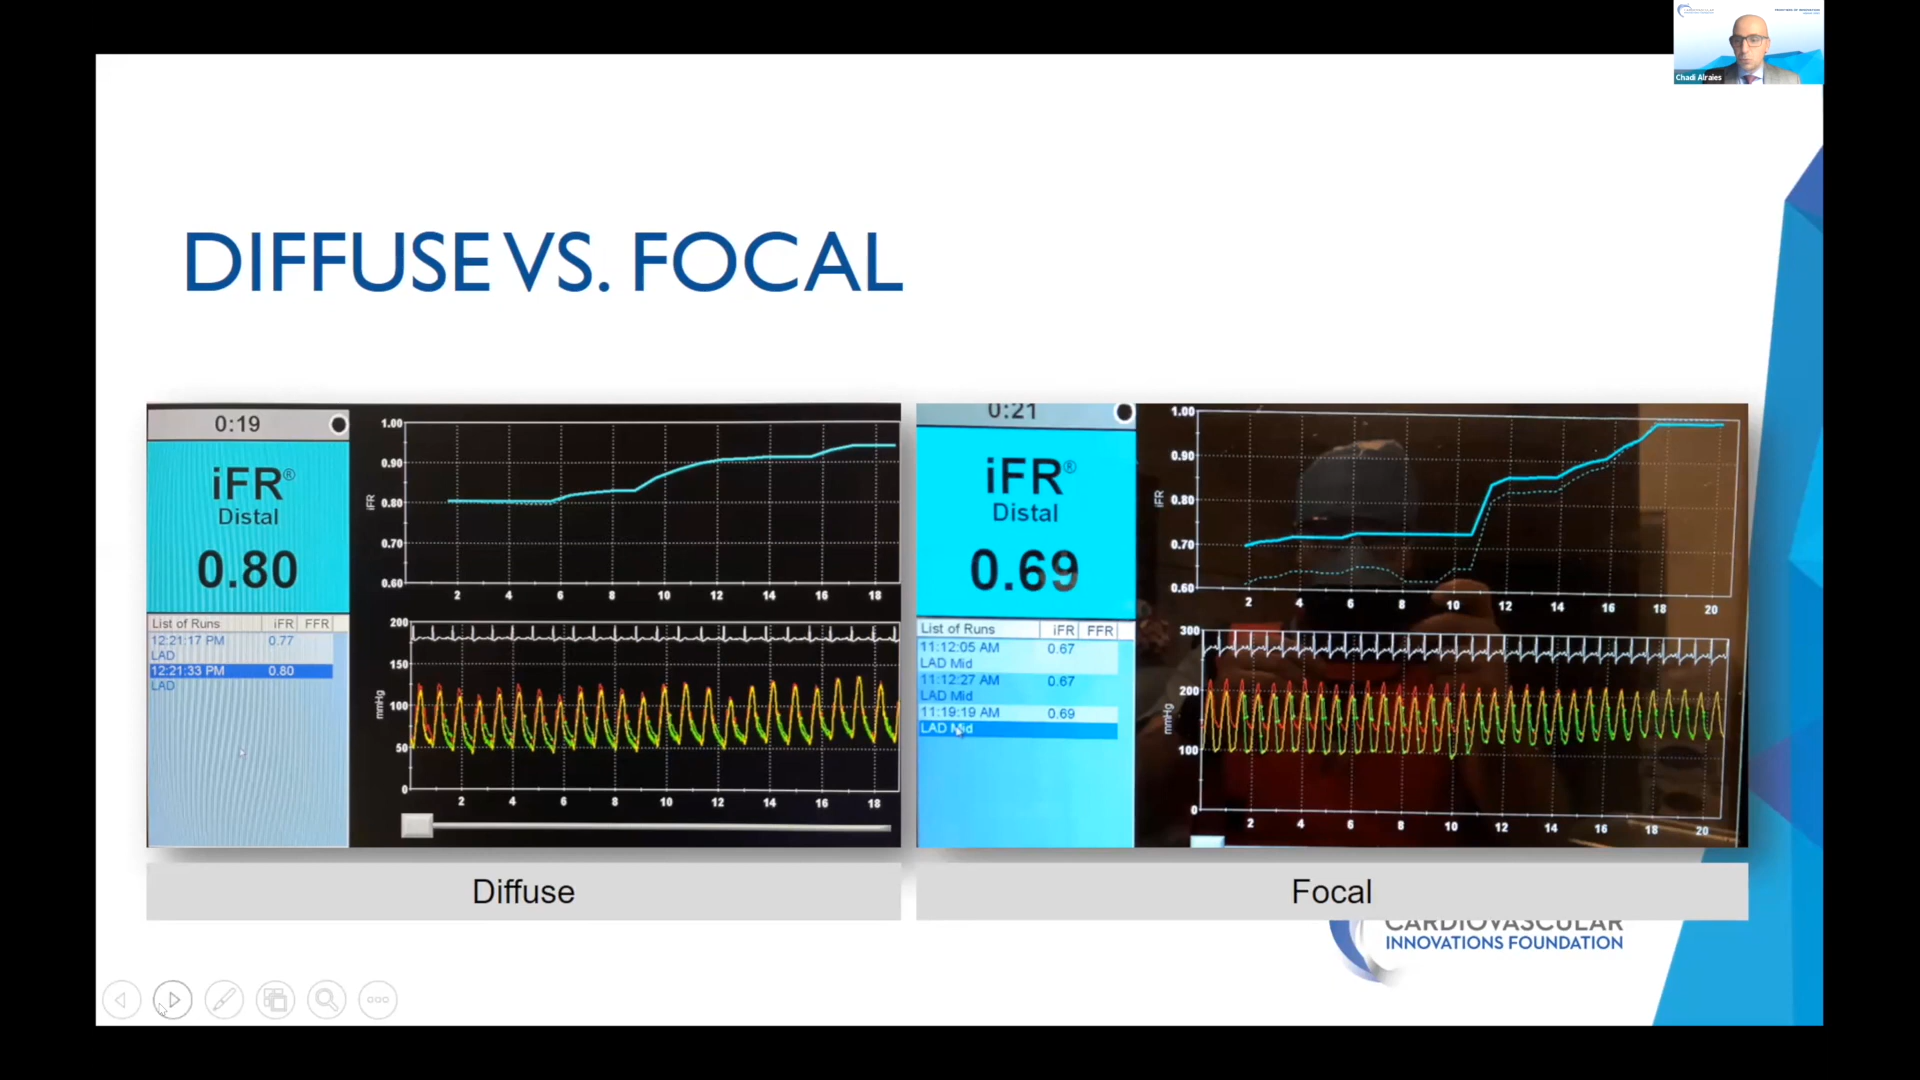 Chadi Alraies
DIFFUSE VS. FOCAL
0:19
iFR®
Distal
0.80
List of Runs iFR FFR
12:21:17 PM 0.77
LAD
12:21:33 PM 0.80
LAD
1.00
0.90
iFR
0.80
0.70
0.60
2 4 6 8 10 12 14 16 18
200
150
mmHg
100
50
0
2 4 6 8 10 12 14 16 18
0:21
iFR®
Distal
0.69
List of Runs iFR FFR
11:12:05 AM 0.67
LAD Mid
11:12:27 AM 0.67
LAD Mid
11:19:19 AM 0.69
LAD Mid
1.00
0.90
iFR
0.80
0.70
0.60
2 4 6 8 10 12 14 16 18 20
300
200
mmHg
100
0
2 4 6 8 10 12 14 16 18 20
Diffuse
Focal
CARDIOVASCULAR
INNOVATIONS FOUNDATION